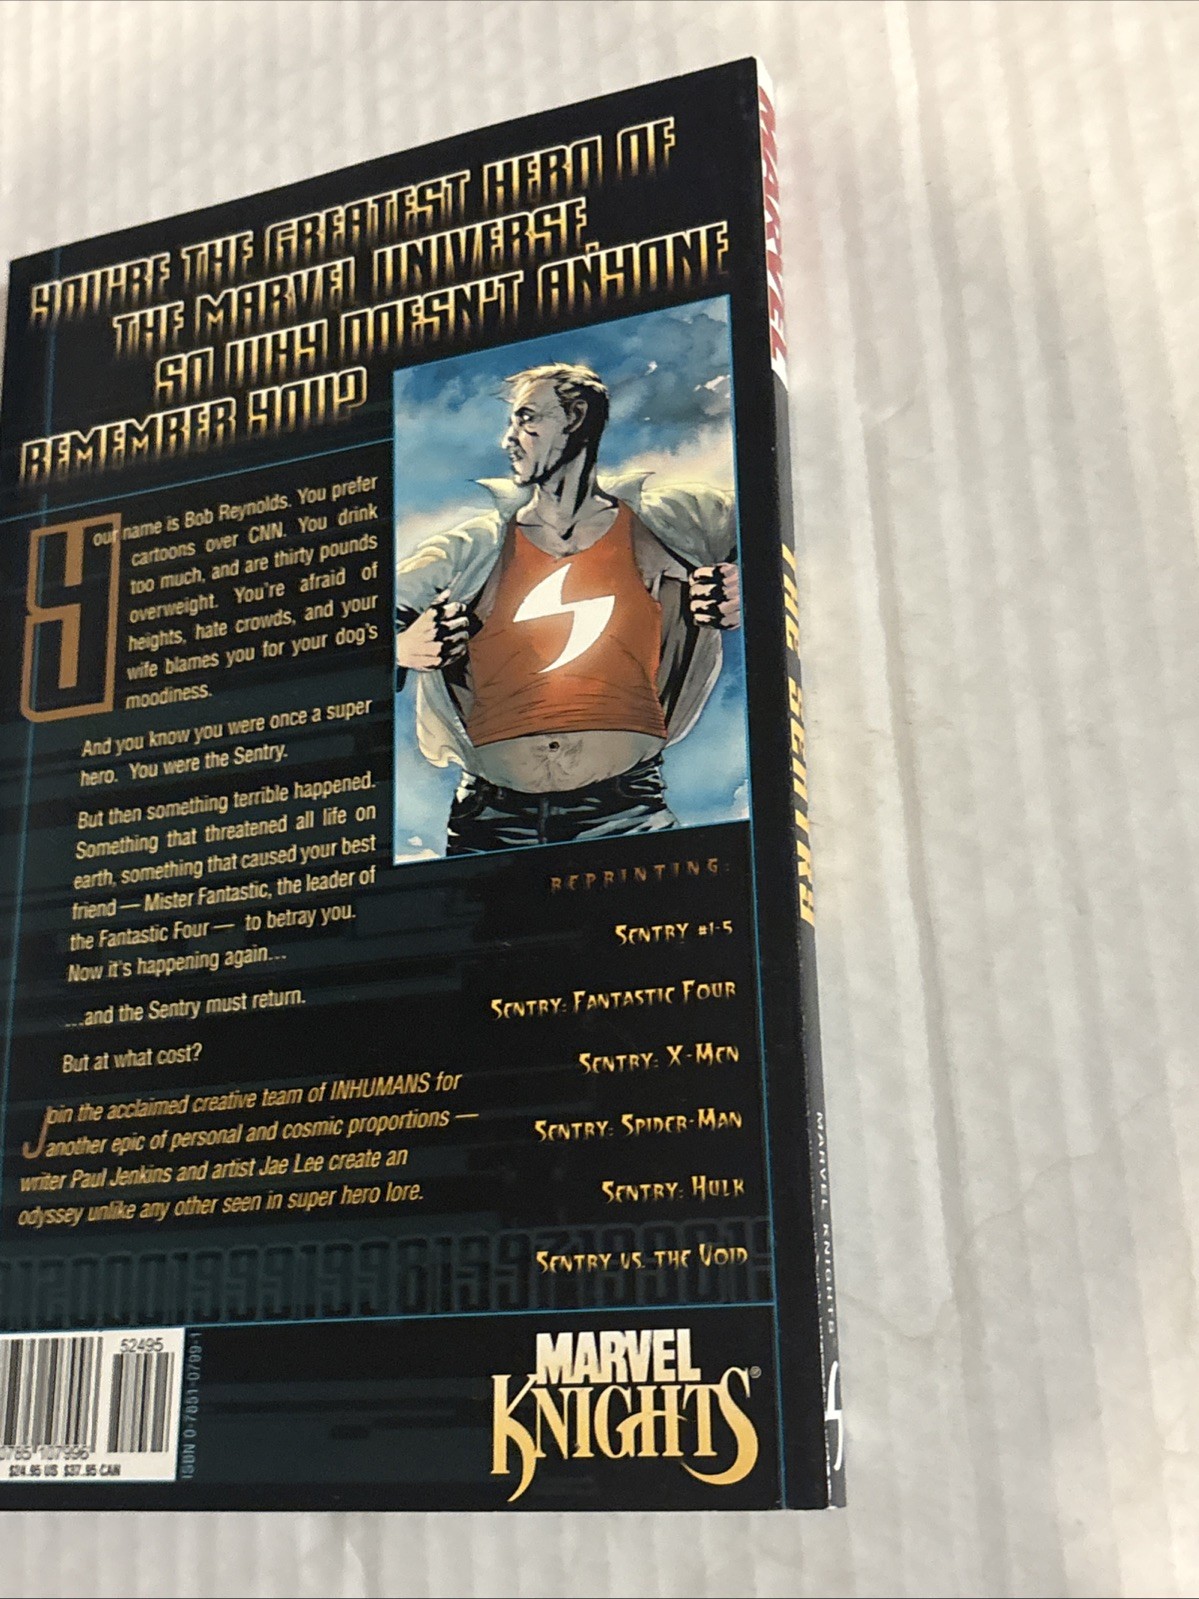 YOU'RE THE GREATEST HERO OF
THE MARVEL UNIVERSE.
SO WHY DOESN'T ANYONE
REMEMBER YOU?
Your name is Bob Reynolds. You prefer
cartoons over CNN. You drink
too much, and are thirty pounds
overweight. You're afraid of
heights, hate crowds, and your
wife blames you for your dog's
moodiness.
And you know you were once a super
hero. You were the Sentry.
But then something terrible happened.
Something that threatened all life on
earth, something that caused your best
friend — Mister Fantastic, the leader of
the Fantastic Four — to betray you.
Now it's happening again...
...and the Sentry must return.
But at what cost?
Join the acclaimed creative team of INHUMANS for
another epic of personal and cosmic proportions —
writer Paul Jenkins and artist Jae Lee create an
odyssey unlike any other seen in super hero lore.
REPRINTING:
SENTRY #1-5
SENTRY: FANTASTIC FOUR
SENTRY: X-MEN
SENTRY: SPIDER-MAN
SENTRY: HULK
SENTRY VS. THE VOID
52495
$24.95 US $37.95 CAN
ISBN 0-7851-0799-1
MARVEL
KNIGHTS®
MARVEL
THE SENTRY
MARVEL KNIGHTS